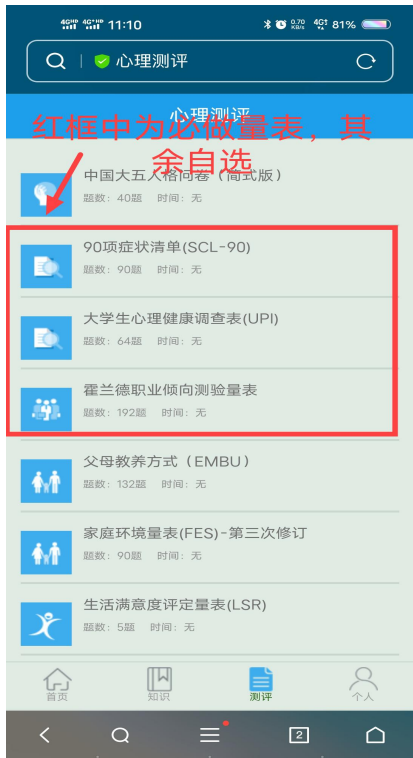 4G HD 4G HD 11:10 0.70 KB/s 4G 81%
心理测评
心理测评
红框中为必做量表，其
余自选
中国大五人格问卷（简式版）
题数：40题 时间：无
90项症状清单(SCL-90)
题数：90题 时间：无
大学生心理健康调查表(UPI)
题数：64题 时间：无
霍兰德职业倾向测验量表
题数：192题 时间：无
父母教养方式（EMBU）
题数：132题 时间：无
家庭环境量表(FES)-第三次修订
题数：90题 时间：无
生活满意度评定量表(LSR)
题数：5题 时间：无
首页 知识 测评 个人
2